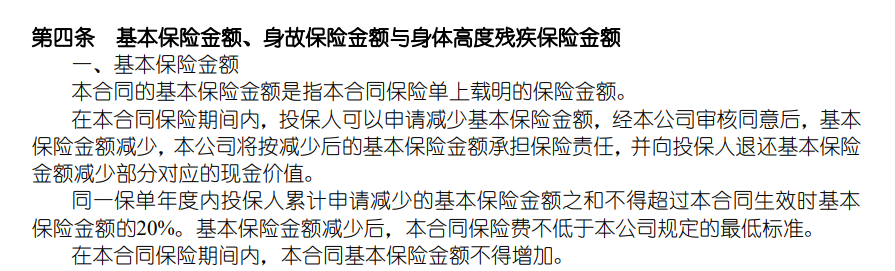 第四条 基本保险金额、身故保险金额与身体高度残疾保险金额
一、基本保险金额
本合同的基本保险金额是指本合同保险单上载明的保险金额。
在本合同保险期间内，投保人可以申请减少基本保险金额，经本公司审核同意后，基本
保险金额减少，本公司将按减少后的基本保险金额承担保险责任，并向投保人退还基本保险
金额减少部分对应的现金价值。
同一保单年度内投保人累计申请减少的基本保险金额之和不得超过本合同生效时基本
保险金额的20%。基本保险金额减少后，本合同保险费不低于本公司规定的最低标准。
在本合同保险期间内，本合同基本保险金额不得增加。